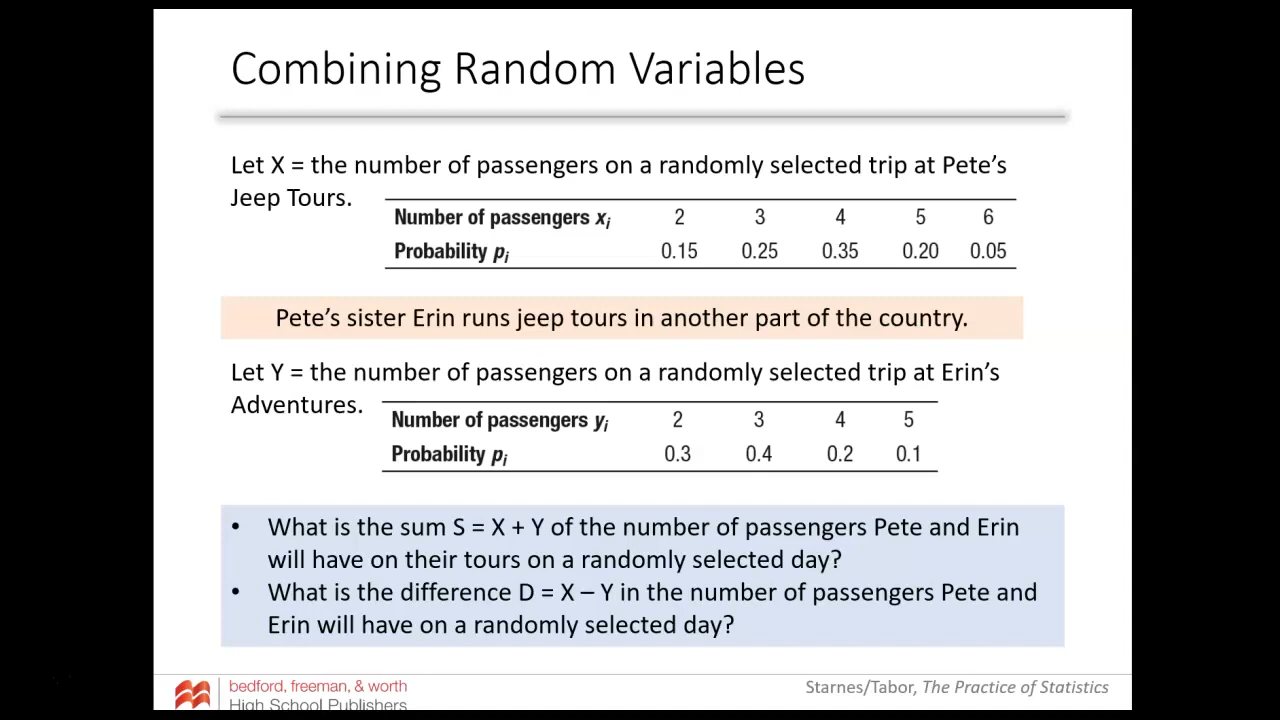 Combining Random Variables
Let X = the number of passengers on a randomly selected trip at Pete's
Jeep Tours.
Number of passengers xi 2 3 4 5 6
Probability pi 0.15 0.25 0.35 0.20 0.05
Pete's sister Erin runs jeep tours in another part of the country.
Let Y = the number of passengers on a randomly selected trip at Erin's
Adventures.
Number of passengers yi 2 3 4 5
Probability pi 0.3 0.4 0.2 0.1
• What is the sum S = X + Y of the number of passengers Pete and Erin
will have on their tours on a randomly selected day?
• What is the difference D = X – Y in the number of passengers Pete and
Erin will have on a randomly selected day?
bedford, freeman, & worth
High School Publishers
Starnes/Tabor, The Practice of Statistics